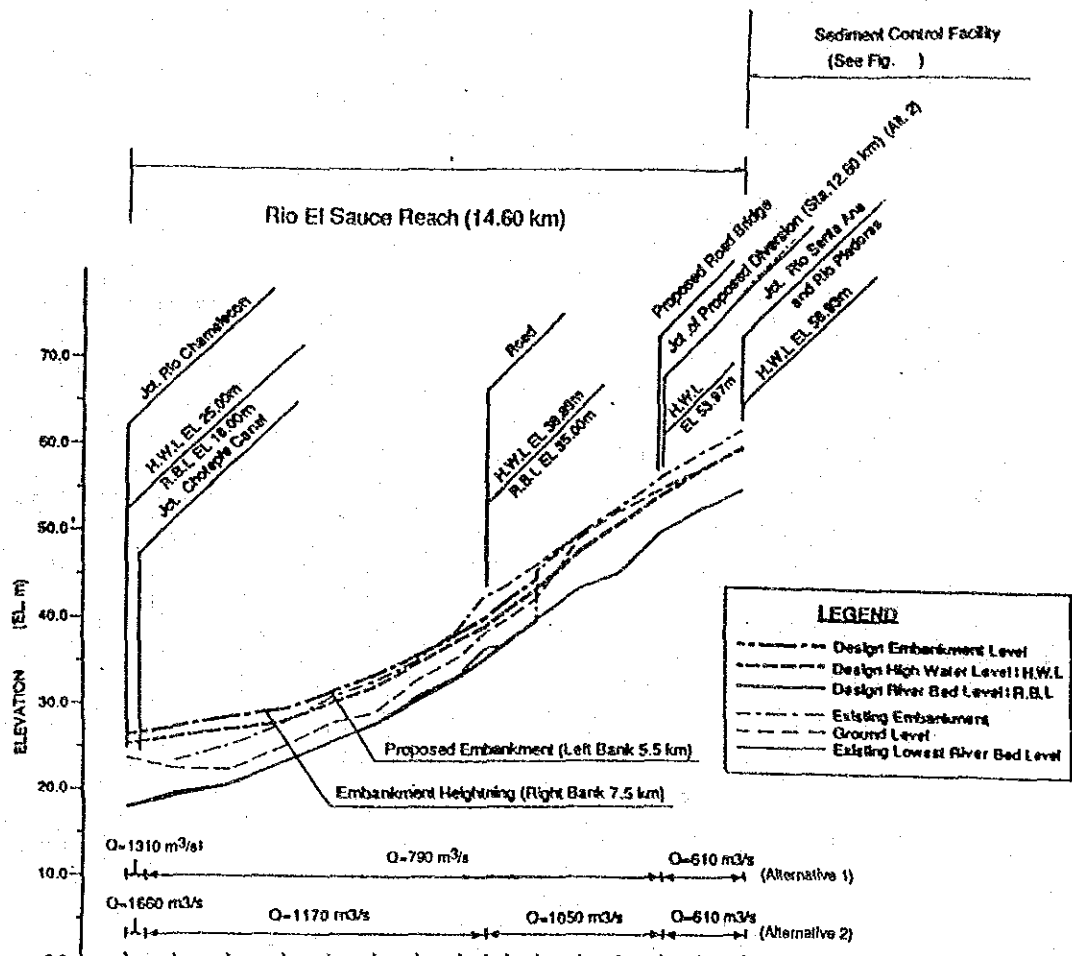 Sediment Control Facility
(See Fig.    )
Rio El Sauce Reach (14.60 km)
Jct. Rio Chamelecon
H.W.L EL 25.00m
R.B.L EL 18.00m
Jct. Chotepe Canal
Road
H.W.L EL 38.89m
R.B.L EL 35.00m
Proposed Road Bridge
Jct. of Proposed Diversion (Sta.12.60 km) (Alt. 2)
H.W.L
EL 53.97m
Jct. Rio Santa Ana
and Rio Piedras
H.W.L EL 58.93m
ELEVATION (EL. m)
70.0
60.0
50.0
40.0
30.0
20.0
10.0
LEGEND
Design Embankment Level
Design High Water Level : H.W.L
Design River Bed Level : R.B.L
Existing Embankment
Ground Level
Existing Lowest River Bed Level
Proposed Embankment (Left Bank 5.5 km)
Embankment Heightning (Right Bank 7.5 km)
Q=1310 m3/s
Q=790 m3/s
Q=610 m3/s
(Alternative 1)
Q=1660 m3/s
Q=1170 m3/s
Q=1050 m3/s
Q=610 m3/s
(Alternative 2)